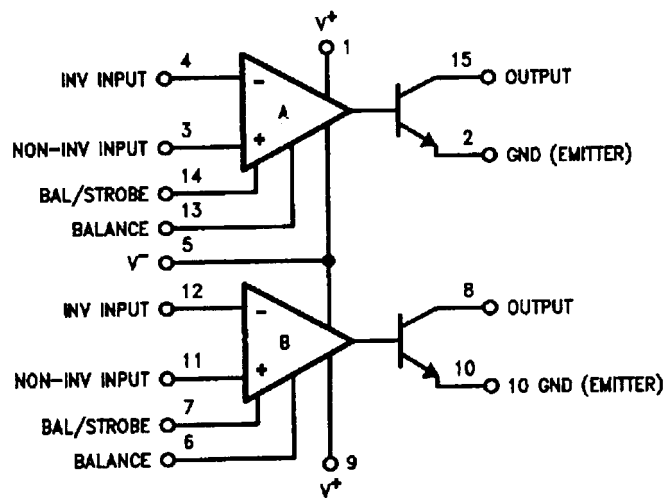 V+
1
4
INV INPUT
15
OUTPUT
-
A
3
NON-INV INPUT
+
2
GND (EMITTER)
14
BAL/STROBE
13
BALANCE
5
V-
12
INV INPUT
8
OUTPUT
-
B
11
NON-INV INPUT
+
10
10 GND (EMITTER)
7
BAL/STROBE
6
BALANCE
9
V+